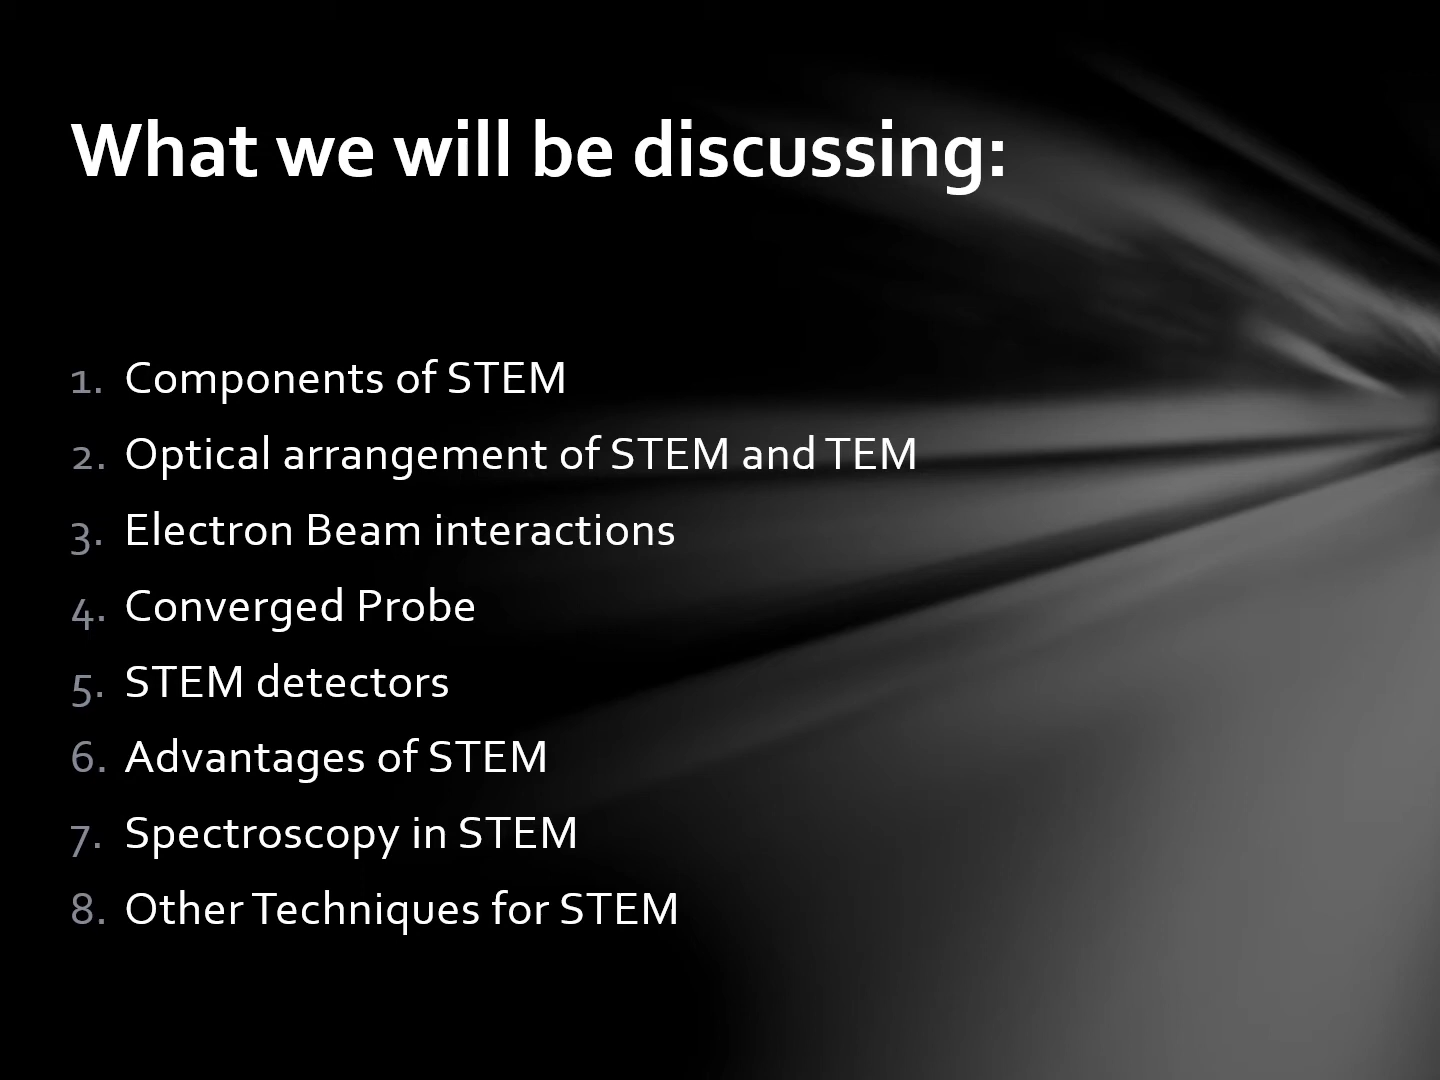 What we will be discussing:
1. Components of STEM
2. Optical arrangement of STEM and TEM
3. Electron Beam interactions
4. Converged Probe
5. STEM detectors
6. Advantages of STEM
7. Spectroscopy in STEM
8. Other Techniques for STEM